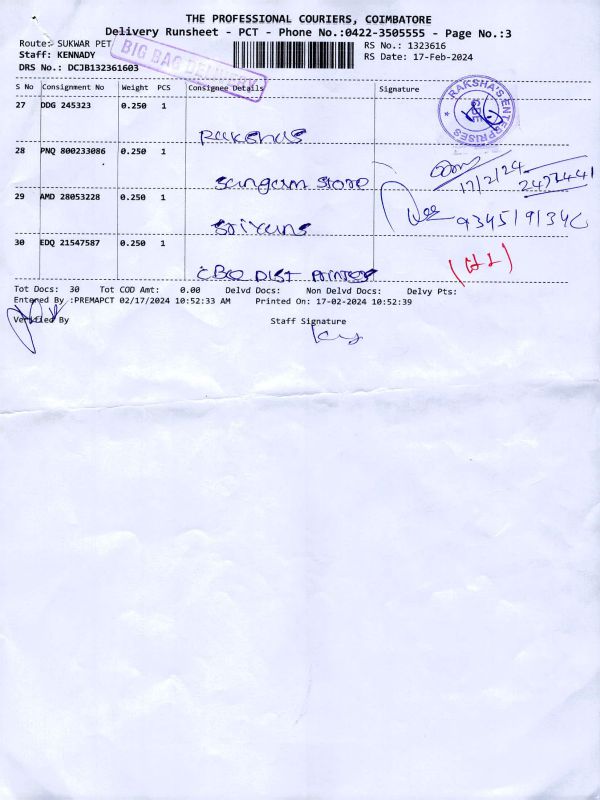 THE PROFESSIONAL COURIERS, COIMBATORE
Delivery Runsheet - PCT - Phone No.:0422-3505555 - Page No.:3
Route:- SUKWAR PET RS No.: 1323616
Staff: KENNADY RS Date: 17-Feb-2024
DRS No.: DCJB132361603
BIG BAG DELIVERY
S No Consignment No Weight PCS Consignee Details Signature
27 DDG 245323 0.250 1
RAKSHA'S ENTERPRISES
Rakshas
28 PNQ 800233086 0.250 1
17/2/24
Sangam Store 2472441
29 AMD 28053228 0.250 1
9345191340
Sriyans
30 EDQ 21547587 0.250 1
CBE DIST PRINTER
Tot Docs: 30 Tot COD Amt: 0.00 Delvd Docs: Non Delvd Docs: Delvy Pts:
Entered By :PREMAPCT 02/17/2024 10:52:33 AM Printed On: 17-02-2024 10:52:39
Verified By Staff Signature